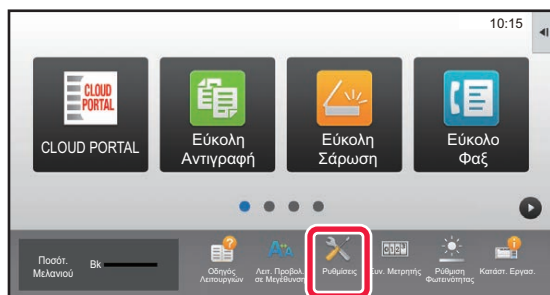 10:15
CLOUD
PORTAL
CLOUD PORTAL
Εύκολη
Αντιγραφή
Εύκολη
Σάρωση
Εύκολο
Φαξ
Ποσότ.
Μελανιού
Bk
Οδηγός
Λειτουργιών
Λειτ. Προβολ.
σε Μεγέθυνση
Ρυθμίσεις
Συν. Μετρητής
Ρύθμιση
Φωτεινότητας
Κατάστ. Εργασ.